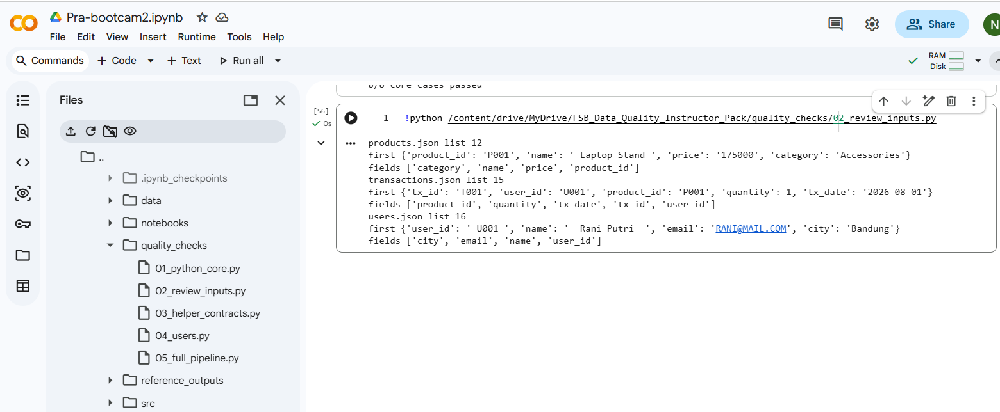 Pra-bootcam2.ipynb
File Edit View Insert Runtime Tools Help
Share
N
Commands + Code + Text Run all
RAM
Disk
Files
..
.ipynb_checkpoints
data
notebooks
quality_checks
01_python_core.py
02_review_inputs.py
03_helper_contracts.py
04_users.py
05_full_pipeline.py
reference_outputs
src
core cases passed
[56]
0s
1 !python /content/drive/MyDrive/FSB_Data_Quality_Instructor_Pack/quality_checks/02_review_inputs.py
products.json list 12
first {'product_id': 'P001', 'name': ' Laptop Stand ', 'price': '175000', 'category': 'Accessories'}
fields ['category', 'name', 'price', 'product_id']
transactions.json list 15
first {'tx_id': 'T001', 'user_id': 'U001', 'product_id': 'P001', 'quantity': 1, 'tx_date': '2026-08-01'}
fields ['product_id', 'quantity', 'tx_date', 'tx_id', 'user_id']
users.json list 16
first {'user_id': ' U001 ', 'name': '  Rani Putri  ', 'email': 'RANI@MAIL.COM', 'city': 'Bandung'}
fields ['city', 'email', 'name', 'user_id']